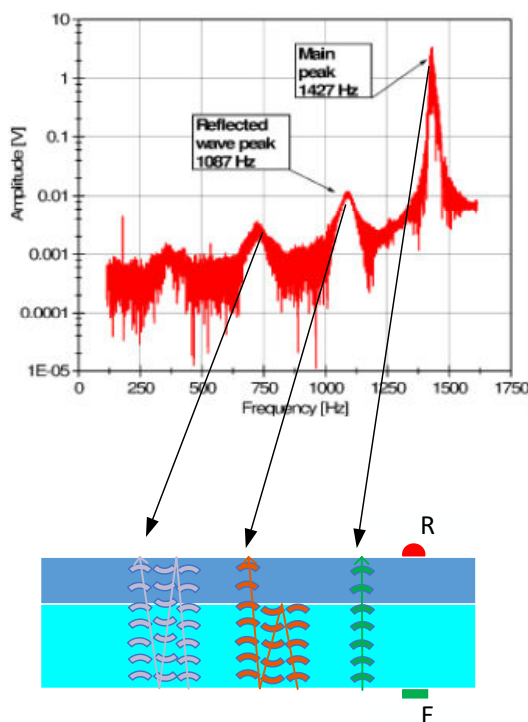 10
1
0.1
0.01
0.001
0.0001
1E-05
Amplitude [V]
Main
peak
1427 Hz
Reflected
wave peak
1087 Hz
0 250 500 750 1000 1250 1500 1750
Frequency [Hz]
R
E